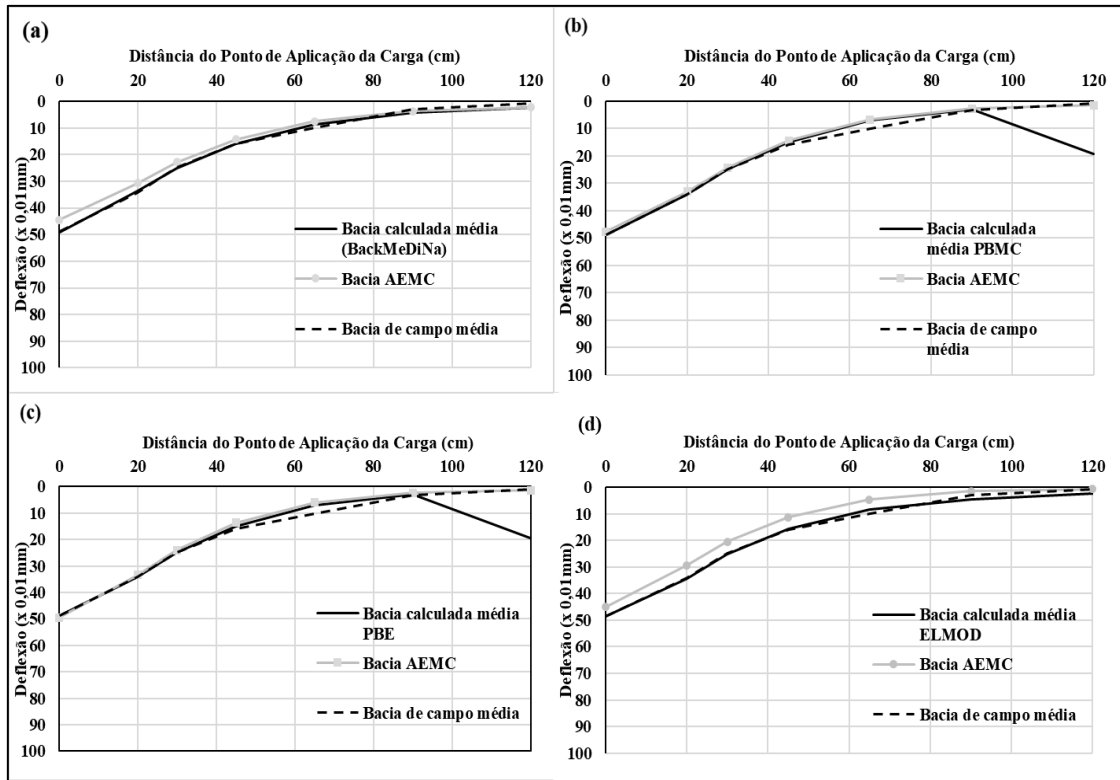 (a)
Distância do Ponto de Aplicação da Carga (cm)
0 20 40 60 80 100 120
0
10
20
30
40
50
60
70
80
90
100
Deflexão (x 0,01mm)
Bacia calculada média
(BackMeDiNa)
Bacia AEMC
Bacia de campo média
(b)
Distância do Ponto de Aplicação da Carga (cm)
0 20 40 60 80 100 120
0
10
20
30
40
50
60
70
80
90
100
Deflexão (x 0,01mm)
Bacia calculada
média PBMC
Bacia AEMC
Bacia de campo
média
(c)
Distância do Ponto de Aplicação da Carga (cm)
0 20 40 60 80 100 120
0
10
20
30
40
50
60
70
80
90
100
Deflexão (x 0,01mm)
Bacia calculada média
PBE
Bacia AEMC
Bacia de campo média
(d)
Distância do Ponto de Aplicação da Carga (cm)
0 20 40 60 80 100 120
0
10
20
30
40
50
60
70
80
90
100
Deflexão (x 0,01mm)
Bacia calculada média
ELMOD
Bacia AEMC
Bacia de campo média